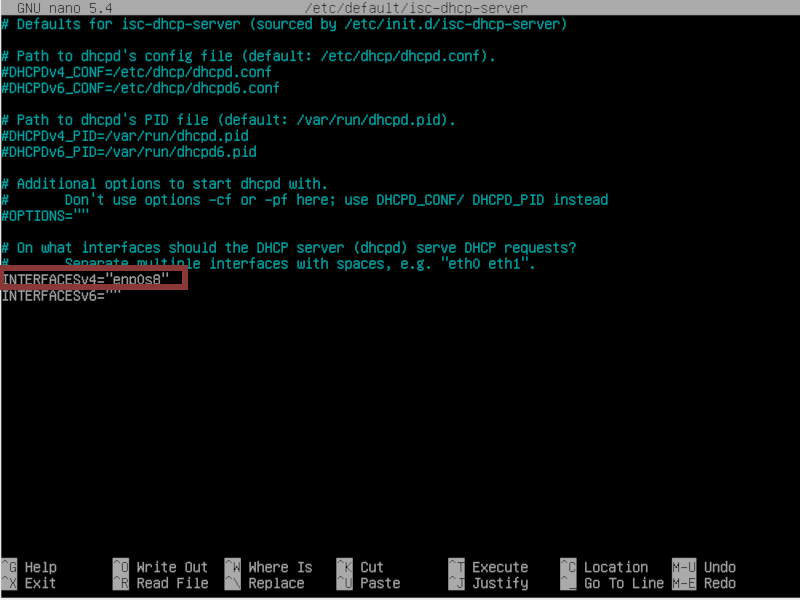 GNU nano 5.4 /etc/default/isc-dhcp-server
# Defaults for isc-dhcp-server (sourced by /etc/init.d/isc-dhcp-server)
# Path to dhcpd's config file (default: /etc/dhcp/dhcpd.conf).
#DHCPDv4_CONF=/etc/dhcp/dhcpd.conf
#DHCPDv6_CONF=/etc/dhcp/dhcpd6.conf
# Path to dhcpd's PID file (default: /var/run/dhcpd.pid).
#DHCPDv4_PID=/var/run/dhcpd.pid
#DHCPDv6_PID=/var/run/dhcpd6.pid
# Additional options to start dhcpd with.
#       Don't use options -cf or -pf here; use DHCPD_CONF/ DHCPD_PID instead
#OPTIONS=""
# On what interfaces should the DHCP server (dhcpd) serve DHCP requests?
#       Separate multiple interfaces with spaces, e.g. "eth0 eth1".
INTERFACESv4="enp0s8"
INTERFACESv6=""
^G Help ^O Write Out ^W Where Is ^K Cut ^T Execute ^C Location M-U Undo
^X Exit ^R Read File ^\ Replace ^U Paste ^J Justify ^_ Go To Line M-E Redo